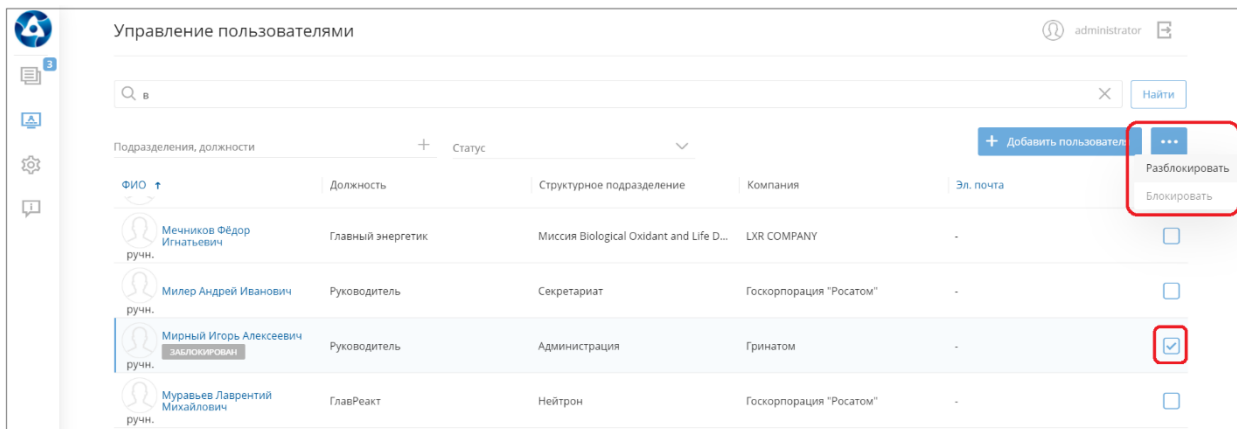 Управление пользователями
administrator
3
в
Найти
Подразделения, должности
Статус
+ Добавить пользователя
...
Разблокировать
Блокировать
ФИО ↑
Должность
Структурное подразделение
Компания
Эл. почта
Мечников Фёдор
Игнатьевич
ручн.
Главный энергетик
Миссия Biological Oxidant and Life D...
LXR COMPANY
-
Милер Андрей Иванович
ручн.
Руководитель
Секретариат
Госкорпорация "Росатом"
-
Мирный Игорь Алексеевич
ЗАБЛОКИРОВАН
ручн.
Руководитель
Администрация
Гринатом
-
Муравьев Лаврентий
Михайлович
ручн.
ГлавРеакт
Нейтрон
Госкорпорация "Росатом"
-